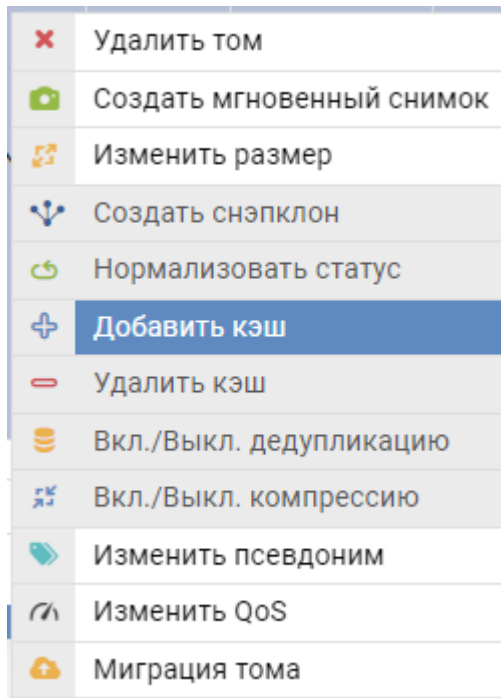 Удалить том
Создать мгновенный снимок
Изменить размер
Создать снэпклон
Нормализовать статус
Добавить кэш
Удалить кэш
Вкл./Выкл. дедупликацию
Вкл./Выкл. компрессию
Изменить псевдоним
Изменить QoS
Миграция тома